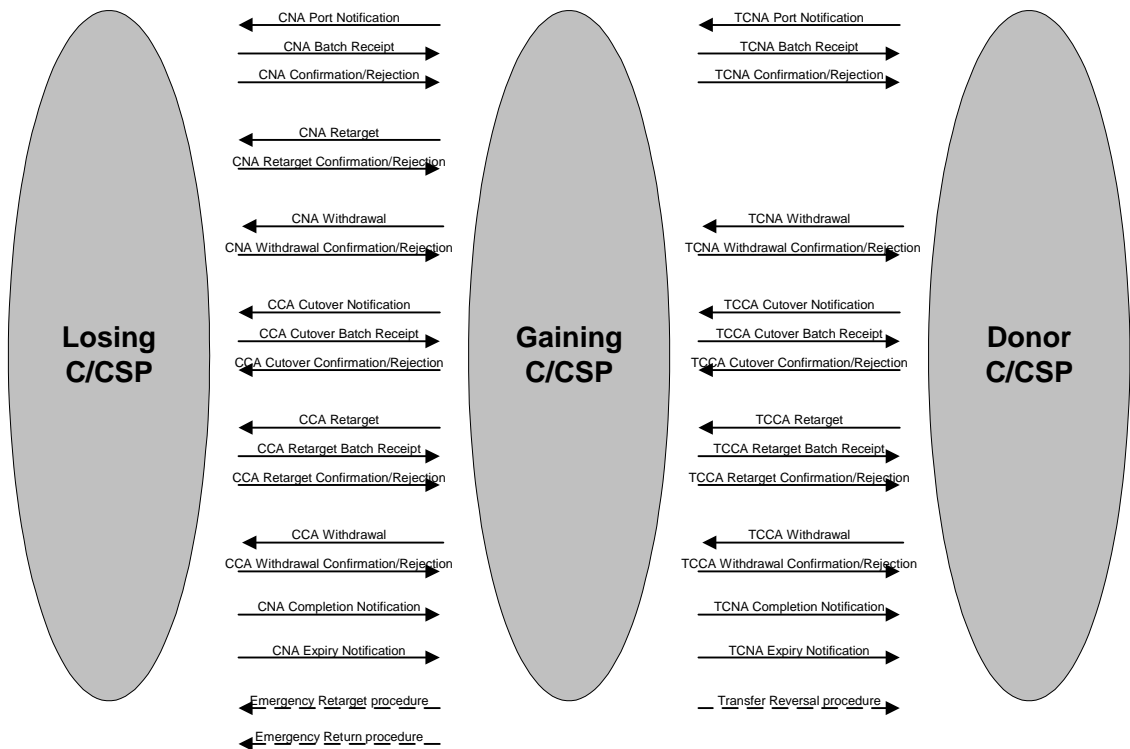 CNA Port Notification
TCNA Port Notification
CNA Batch Receipt
TCNA Batch Receipt
CNA Confirmation/Rejection
TCNA Confirmation/Rejection
CNA Retarget
CNA Retarget Confirmation/Rejection
CNA Withdrawal
TCNA Withdrawal
CNA Withdrawal Confirmation/Rejection
TCNA Withdrawal Confirmation/Rejection
CCA Cutover Notification
TCCA Cutover Notification
Losing
C/CSP
Gaining
C/CSP
Donor
C/CSP
CCA Cutover Batch Receipt
TCCA Cutover Batch Receipt
CCA Cutover Confirmation/Rejection
TCCA Cutover Confirmation/Rejection
CCA Retarget
TCCA Retarget
CCA Retarget Batch Receipt
TCCA Retarget Batch Receipt
CCA Retarget Confirmation/Rejection
TCCA Retarget Confirmation/Rejection
CCA Withdrawal
TCCA Withdrawal
CCA Withdrawal Confirmation/Rejection
TCCA Withdrawal Confirmation/Rejection
CNA Completion Notification
TCNA Completion Notification
CNA Expiry Notification
TCNA Expiry Notification
Emergency Retarget procedure
Transfer Reversal procedure
Emergency Return procedure